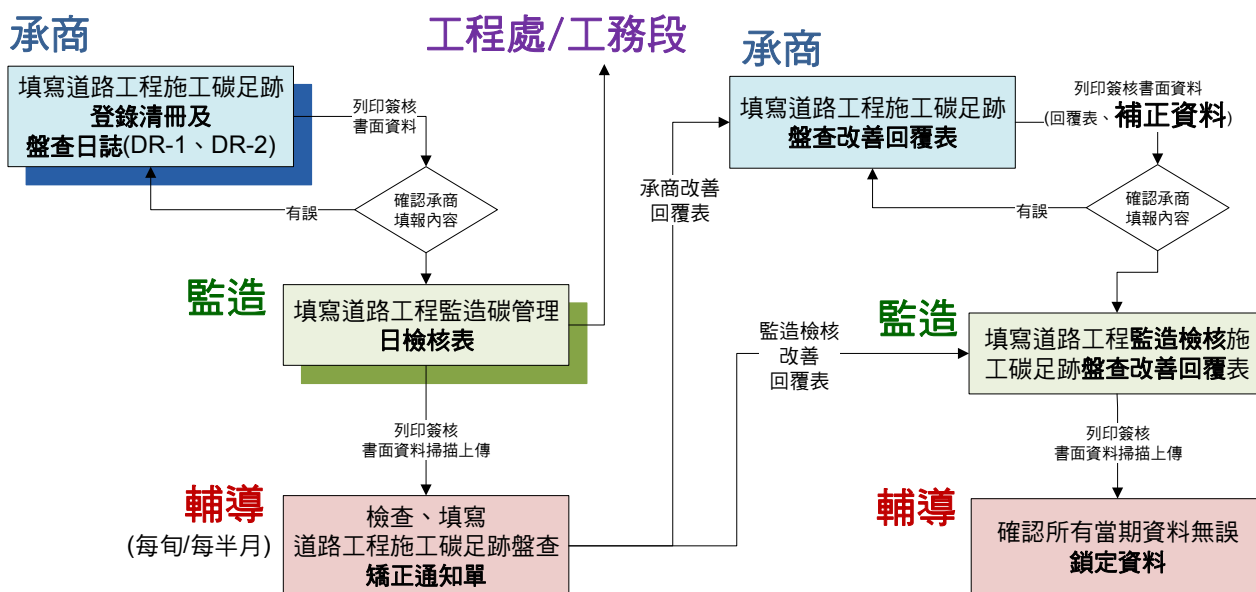 承商
填寫道路工程施工碳足跡
登錄清冊及
盤查日誌(DR-1、DR-2)
列印簽核
書面資料
確認承商
填報內容
有誤
工程處/工務段
監造
填寫道路工程監造碳管理
日檢核表
列印簽核
書面資料掃描上傳
輔導
(每旬/每半月)
檢查、填寫
道路工程施工碳足跡盤查
矯正通知單
承商改善
回覆表
監造檢核
改善
回覆表
承商
填寫道路工程施工碳足跡
盤查改善回覆表
列印簽核書面資料
(回覆表、補正資料)
確認承商
填報內容
有誤
監造
填寫道路工程監造檢核施
工碳足跡盤查改善回覆表
列印簽核
書面資料掃描上傳
輔導
確認所有當期資料無誤
鎖定資料